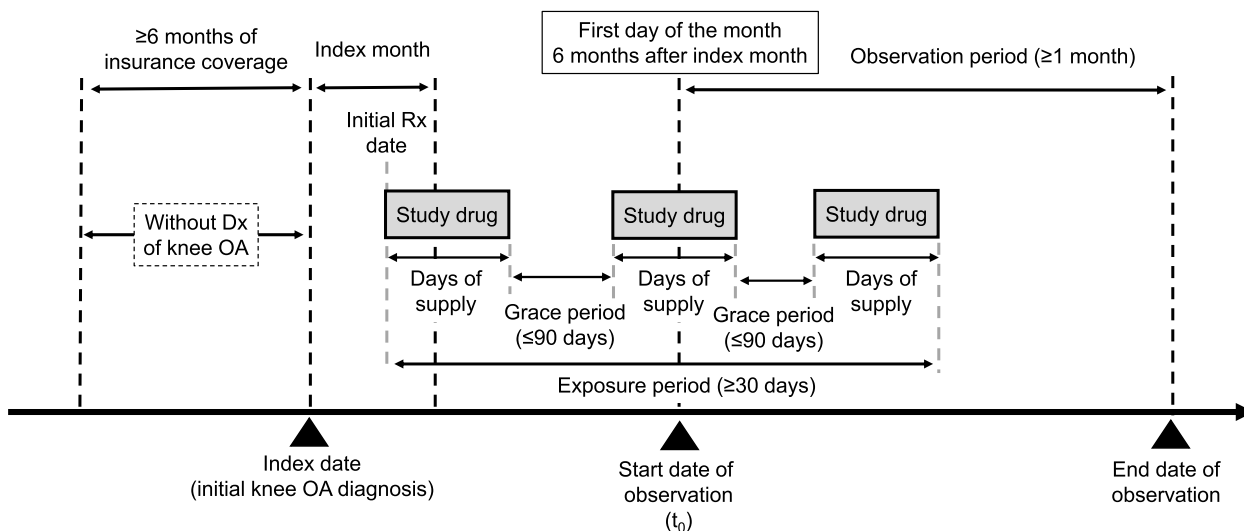 ≥6 months of
insurance coverage
Index month
First day of the month
6 months after index month
Observation period (≥1 month)
Initial Rx
date
Without Dx
of knee OA
Study drug
Study drug
Study drug
Days of
supply
Grace period
(≤90 days)
Days of
supply
Grace period
(≤90 days)
Days of
supply
Exposure period (≥30 days)
Index date
(initial knee OA diagnosis)
Start date of
observation
(t₀)
End date of
observation